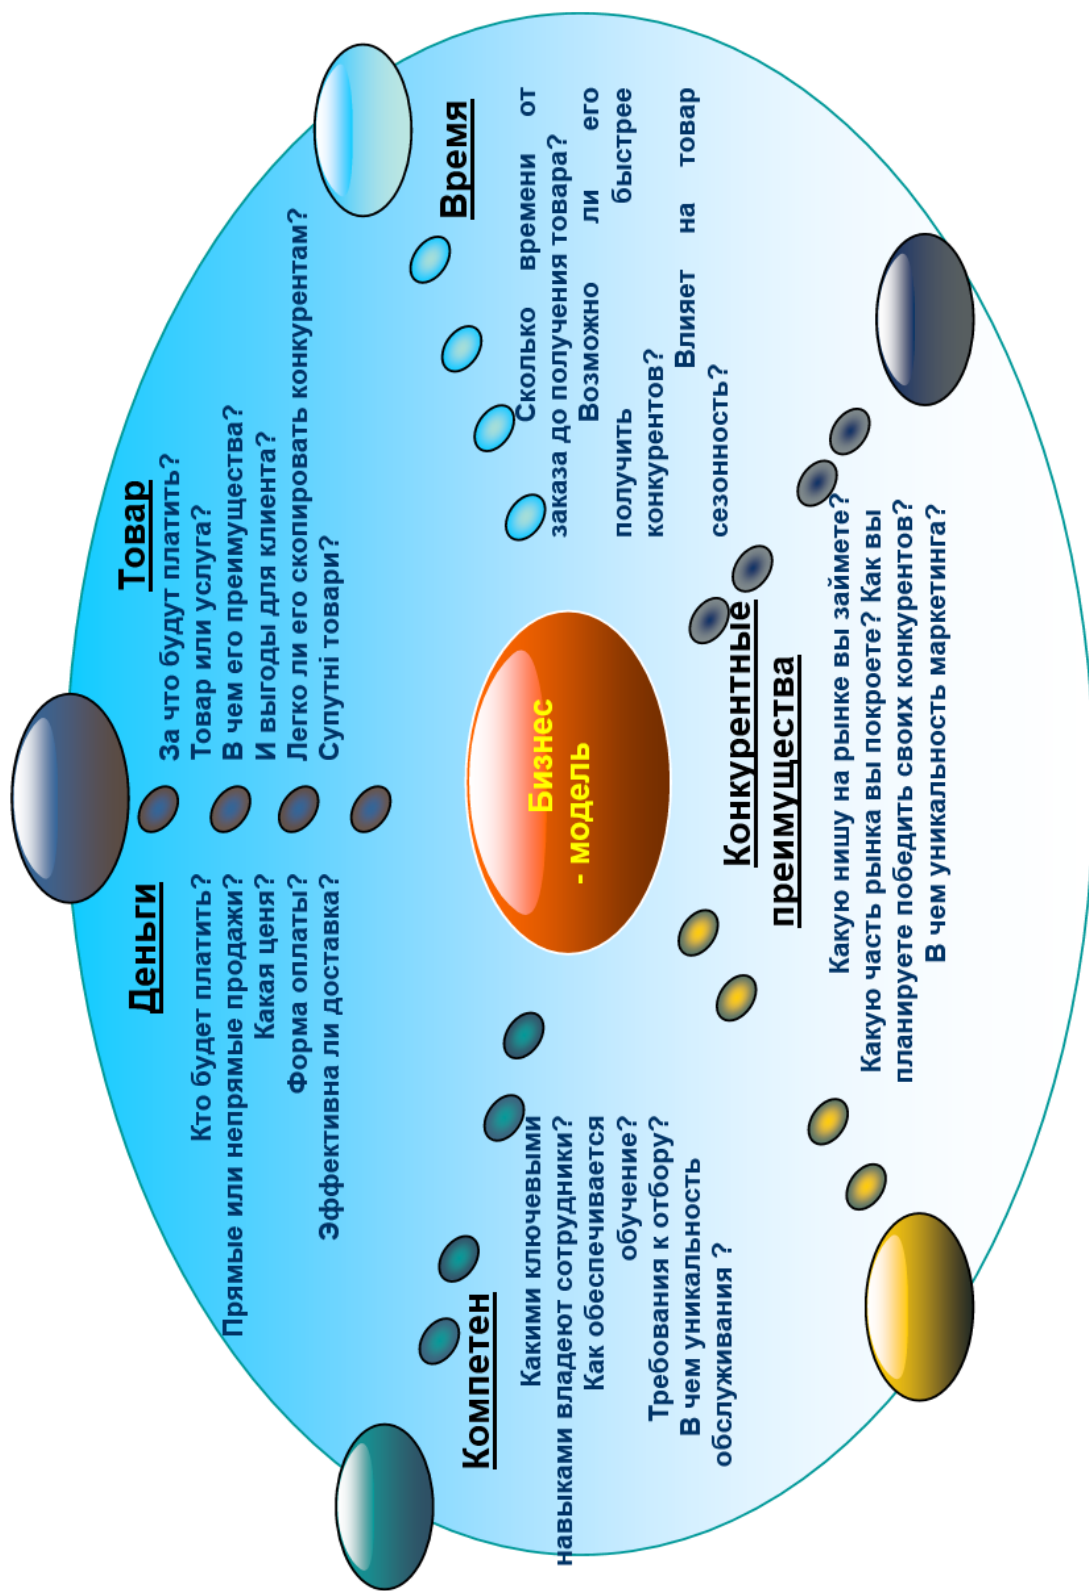 Деньги
Кто будет платить?
Прямые или непрямые продажи?
Какая ценя?
Форма оплаты?
Эффективна ли доставка?
Товар
За что будут платить?
Товар или услуга?
В чем его преимущества?
И выгоды для клиента?
Легко ли его скопировать конкурентам?
Супутні товари?
Компетен
Какими ключевыми
навыками владеют сотрудники?
Как обеспечивается
обучение?
Требования к отбору?
В чем уникальность
обслуживания ?
Бизнес
- модель
Время
Сколько времени от
заказа до получения товара?
Возможно ли его
получить быстрее
конкурентов?
Влияет на товар
сезонность?
Конкурентные
преимущества
Какую нишу на рынке вы займете?
Какую часть рынка вы покроете? Как вы
планируете победить своих конкурентов?
В чем уникальность маркетинга?